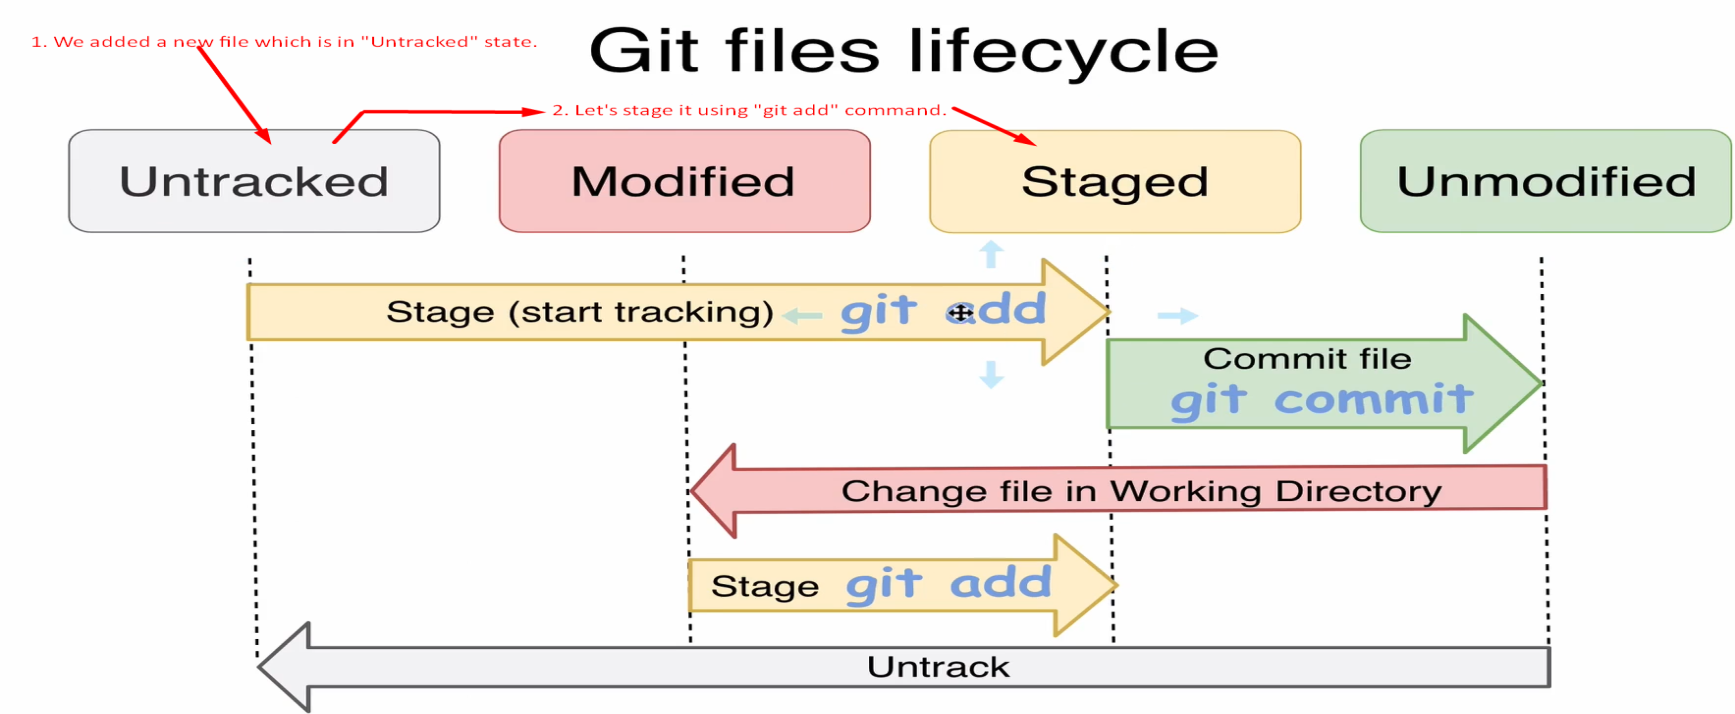 1. We added a new file which is in "Untracked" state.
Git files lifecycle
2. Let's stage it using "git add" command.
Untracked
Modified
Staged
Unmodified
Stage (start tracking) git add
Commit file
git commit
Change file in Working Directory
Stage git add
Untrack